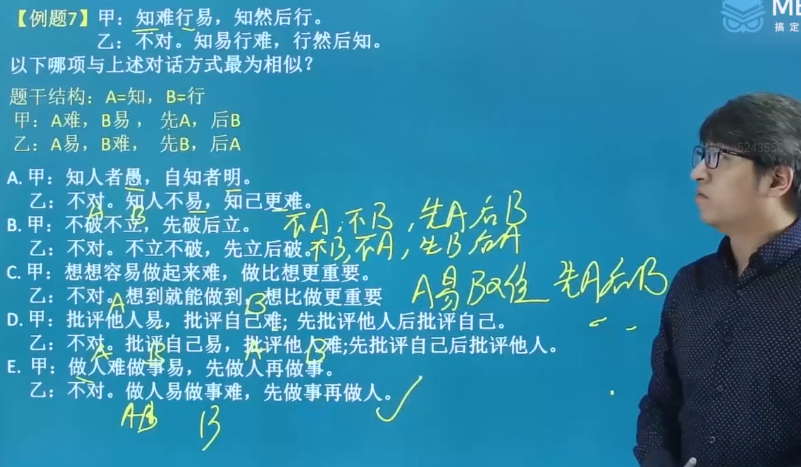 【例题7】甲：知难行易，知然后行。
乙：不对。知易行难，行然后知。
以下哪项与上述对话方式最为相似？
题干结构：A=知，B=行
甲：A难，B易，先A，后B
乙：A易，B难，先B，后A
A. 甲：知人者愚，自知者明。
乙：不对。知人不易，知己更难。
A B
B. 甲：不破不立，先破后立。 不A，不B，先A后B
乙：不对。不立不破，先立后破。不B，不A，先B后A
C. 甲：想想容易做起来难，做比想更重要。
乙：不对。想到就能做到，想比做更重要 A易B难 先A后B
A B
D. 甲：批评他人易，批评自己难；先批评他人后批评自己。
乙：不对。批评自己易，批评他人难；先批评自己后批评他人。
A B A B
E. 甲：做人难做事易，先做人再做事。
乙：不对。做人易做事难，先做事再做人。
A B
搞定